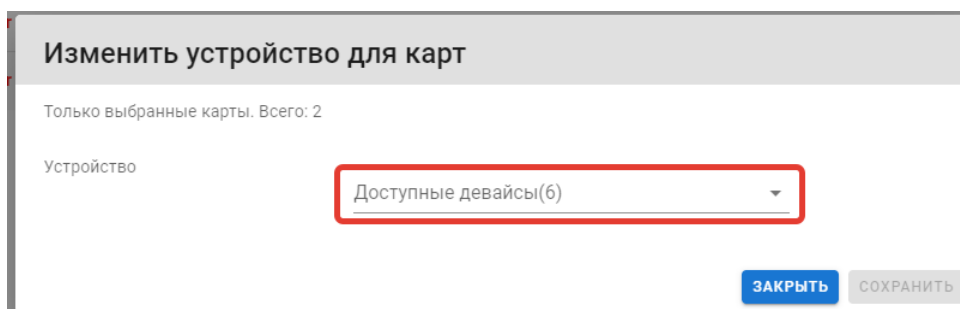 Изменить устройство для карт
Только выбранные карты. Всего: 2
Устройство
Доступные девайсы(6)
ЗАКРЫТЬ СОХРАНИТЬ